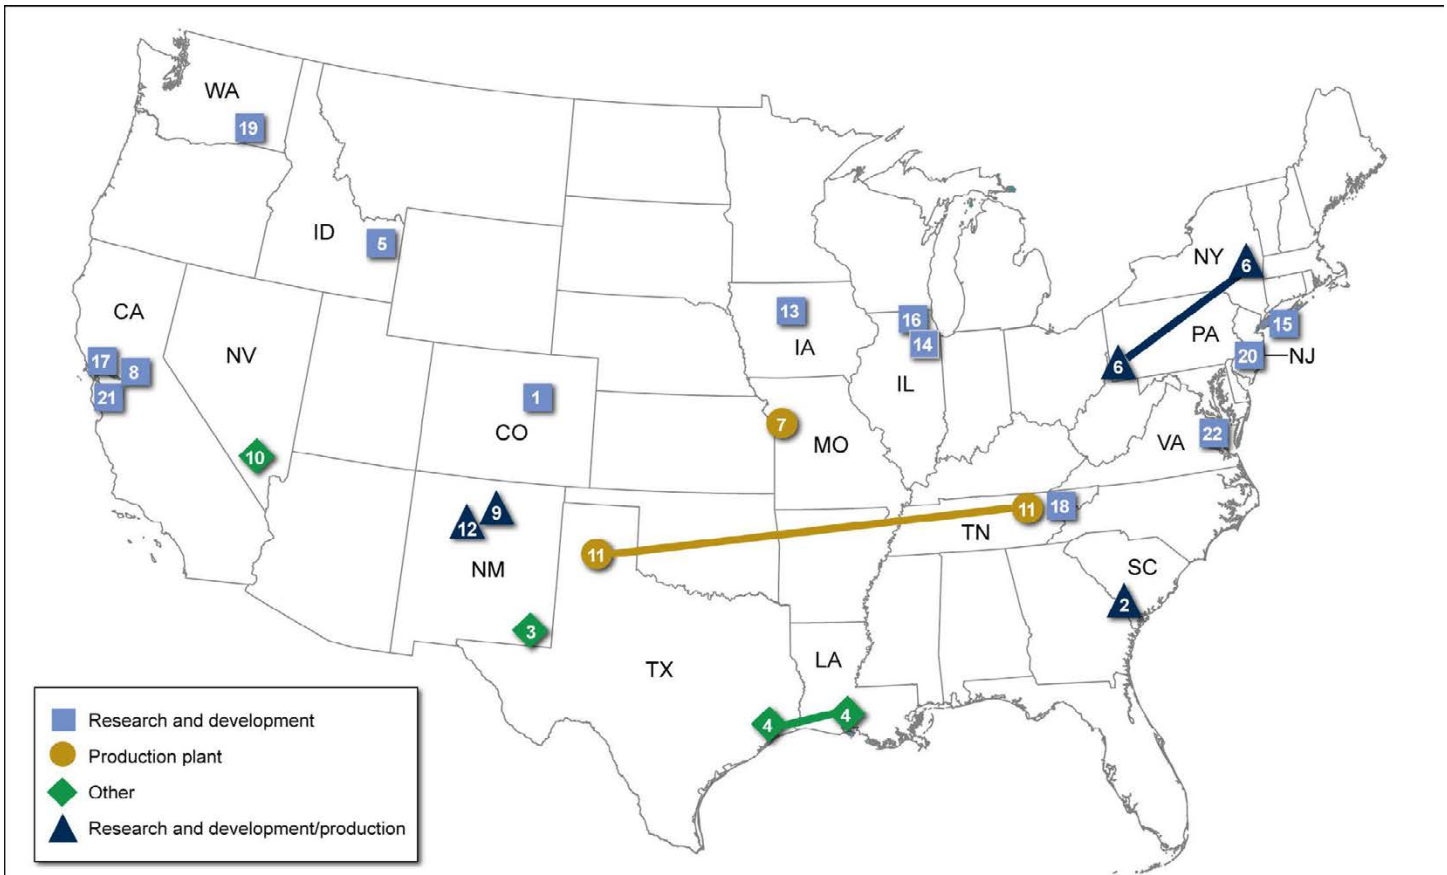 WA
19
ID
5
NY
6
CA
13
16
15
IA
14
PA
NV
17
8
6
20
NJ
21
IL
1
CO
7
MO
VA
22
10
9
12
11
18
TN
11
NM
SC
2
3
TX
LA
4
4
Research and development
Production plant
Other
Research and development/production